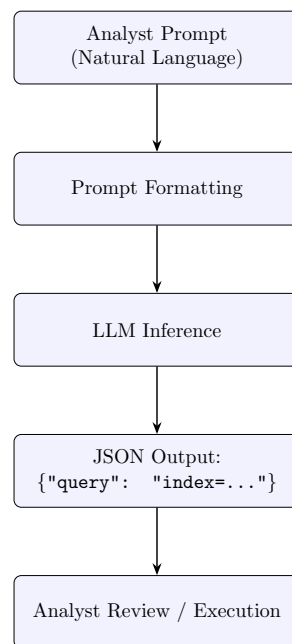 Analyst Prompt
(Natural Language)
Prompt Formatting
LLM Inference
JSON Output:
{"query":  "index=..."}
Analyst Review / Execution